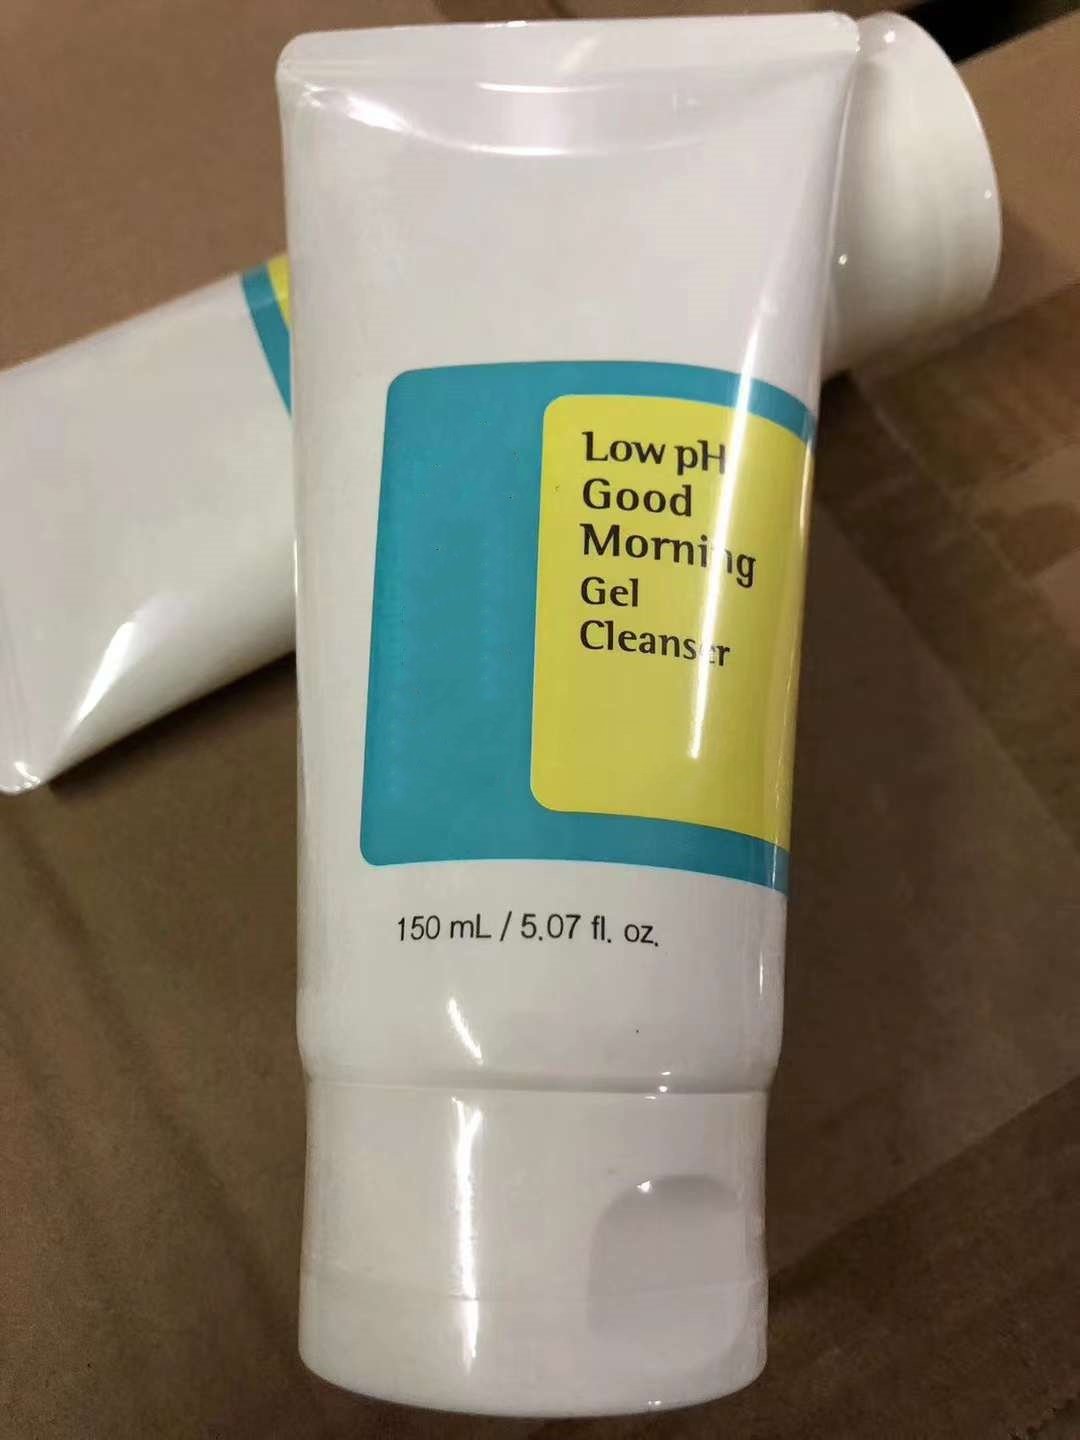 Low pH
Good
Morning
Gel
Cleanser
150 mL / 5.07 fl. oz.